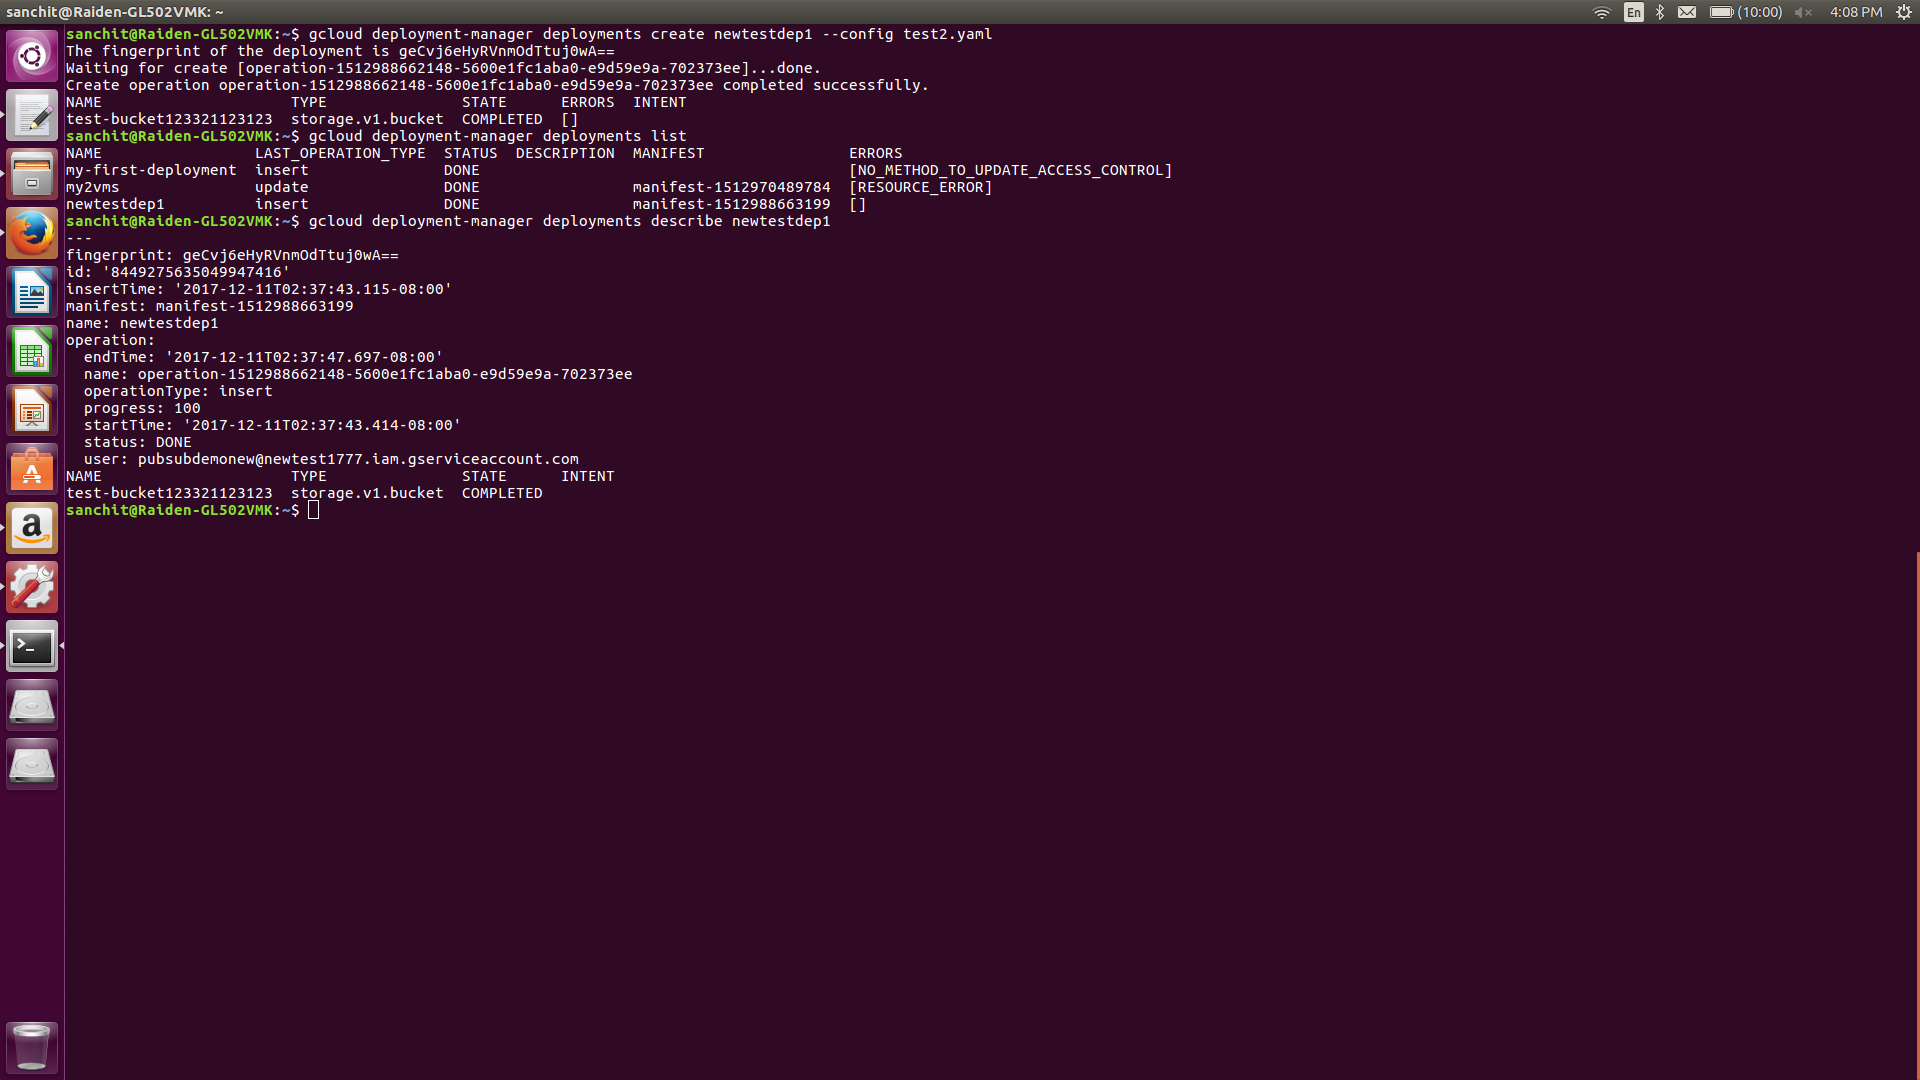 sanchit@Raiden-GL502VMK: ~
En
(10:00)
4:08 PM
sanchit@Raiden-GL502VMK:~$ gcloud deployment-manager deployments create newtestdep1 --config test2.yaml
The fingerprint of the deployment is geCvj6eHyRVnmOdTtuj0wA==
Waiting for create [operation-1512988662148-5600e1fc1aba0-e9d59e9a-702373ee]...done.
Create operation operation-1512988662148-5600e1fc1aba0-e9d59e9a-702373ee completed successfully.
NAME                     TYPE               STATE      ERRORS  INTENT
test-bucket123321123123  storage.v1.bucket  COMPLETED  []
sanchit@Raiden-GL502VMK:~$ gcloud deployment-manager deployments list
NAME                 LAST_OPERATION_TYPE  STATUS  DESCRIPTION  MANIFEST                ERRORS
my-first-deployment  insert               DONE                                         [NO_METHOD_TO_UPDATE_ACCESS_CONTROL]
my2vms               update               DONE                 manifest-1512970489784  [RESOURCE_ERROR]
newtestdep1          insert               DONE                 manifest-1512988663199  []
sanchit@Raiden-GL502VMK:~$ gcloud deployment-manager deployments describe newtestdep1
---
fingerprint: geCvj6eHyRVnmOdTtuj0wA==
id: '8449275635049947416'
insertTime: '2017-12-11T02:37:43.115-08:00'
manifest: manifest-1512988663199
name: newtestdep1
operation:
  endTime: '2017-12-11T02:37:47.697-08:00'
  name: operation-1512988662148-5600e1fc1aba0-e9d59e9a-702373ee
  operationType: insert
  progress: 100
  startTime: '2017-12-11T02:37:43.414-08:00'
  status: DONE
  user: pubsubdemonew@newtest1777.iam.gserviceaccount.com
NAME                     TYPE               STATE      INTENT
test-bucket123321123123  storage.v1.bucket  COMPLETED
sanchit@Raiden-GL502VMK:~$